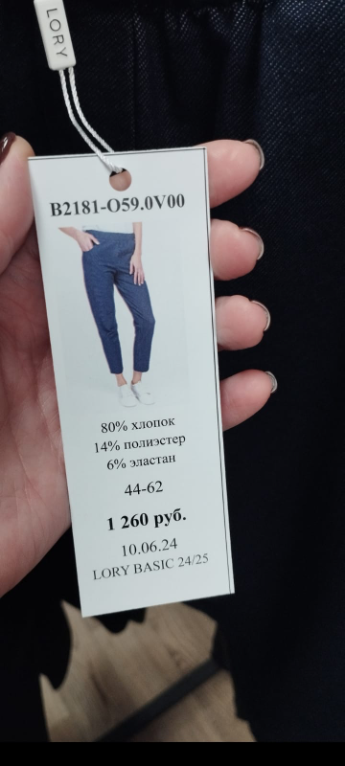 LORY
B2181-O59.0V00
80% хлопок
14% полиэстер
6% эластан
44-62
1 260 руб.
10.06.24
LORY BASIC 24/25